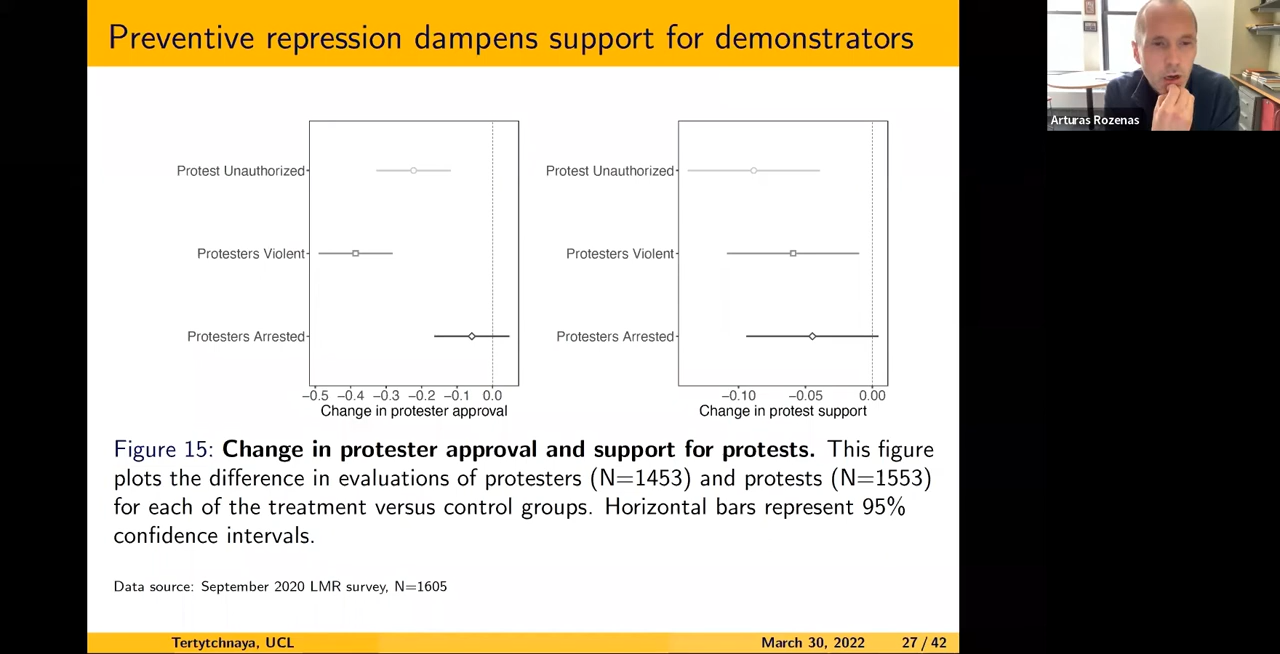 Preventive repression dampens support for demonstrators
Arturas Rozenas
Protest Unauthorized
Protesters Violent
Protesters Arrested
−0.5 −0.4 −0.3 −0.2 −0.1 0.0
Change in protester approval
Protest Unauthorized
Protesters Violent
Protesters Arrested
−0.10 −0.05 0.00
Change in protest support
Figure 15: Change in protester approval and support for protests. This figure
plots the difference in evaluations of protesters (N=1453) and protests (N=1553)
for each of the treatment versus control groups. Horizontal bars represent 95%
confidence intervals.
Data source: September 2020 LMR survey, N=1605
Tertytchnaya, UCL March 30, 2022 27 / 42